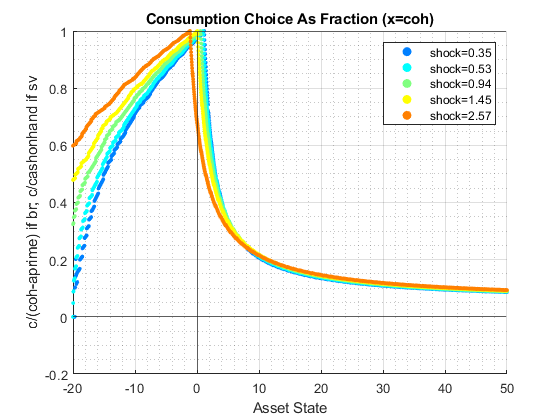 Consumption Choice As Fraction (x=coh)
c/(coh-aprime) if br; c/cashonhand if sv
1
0.8
0.6
0.4
0.2
0
-0.2
shock=0.35
shock=0.53
shock=0.94
shock=1.45
shock=2.57
-20 -10 0 10 20 30 40 50
Asset State